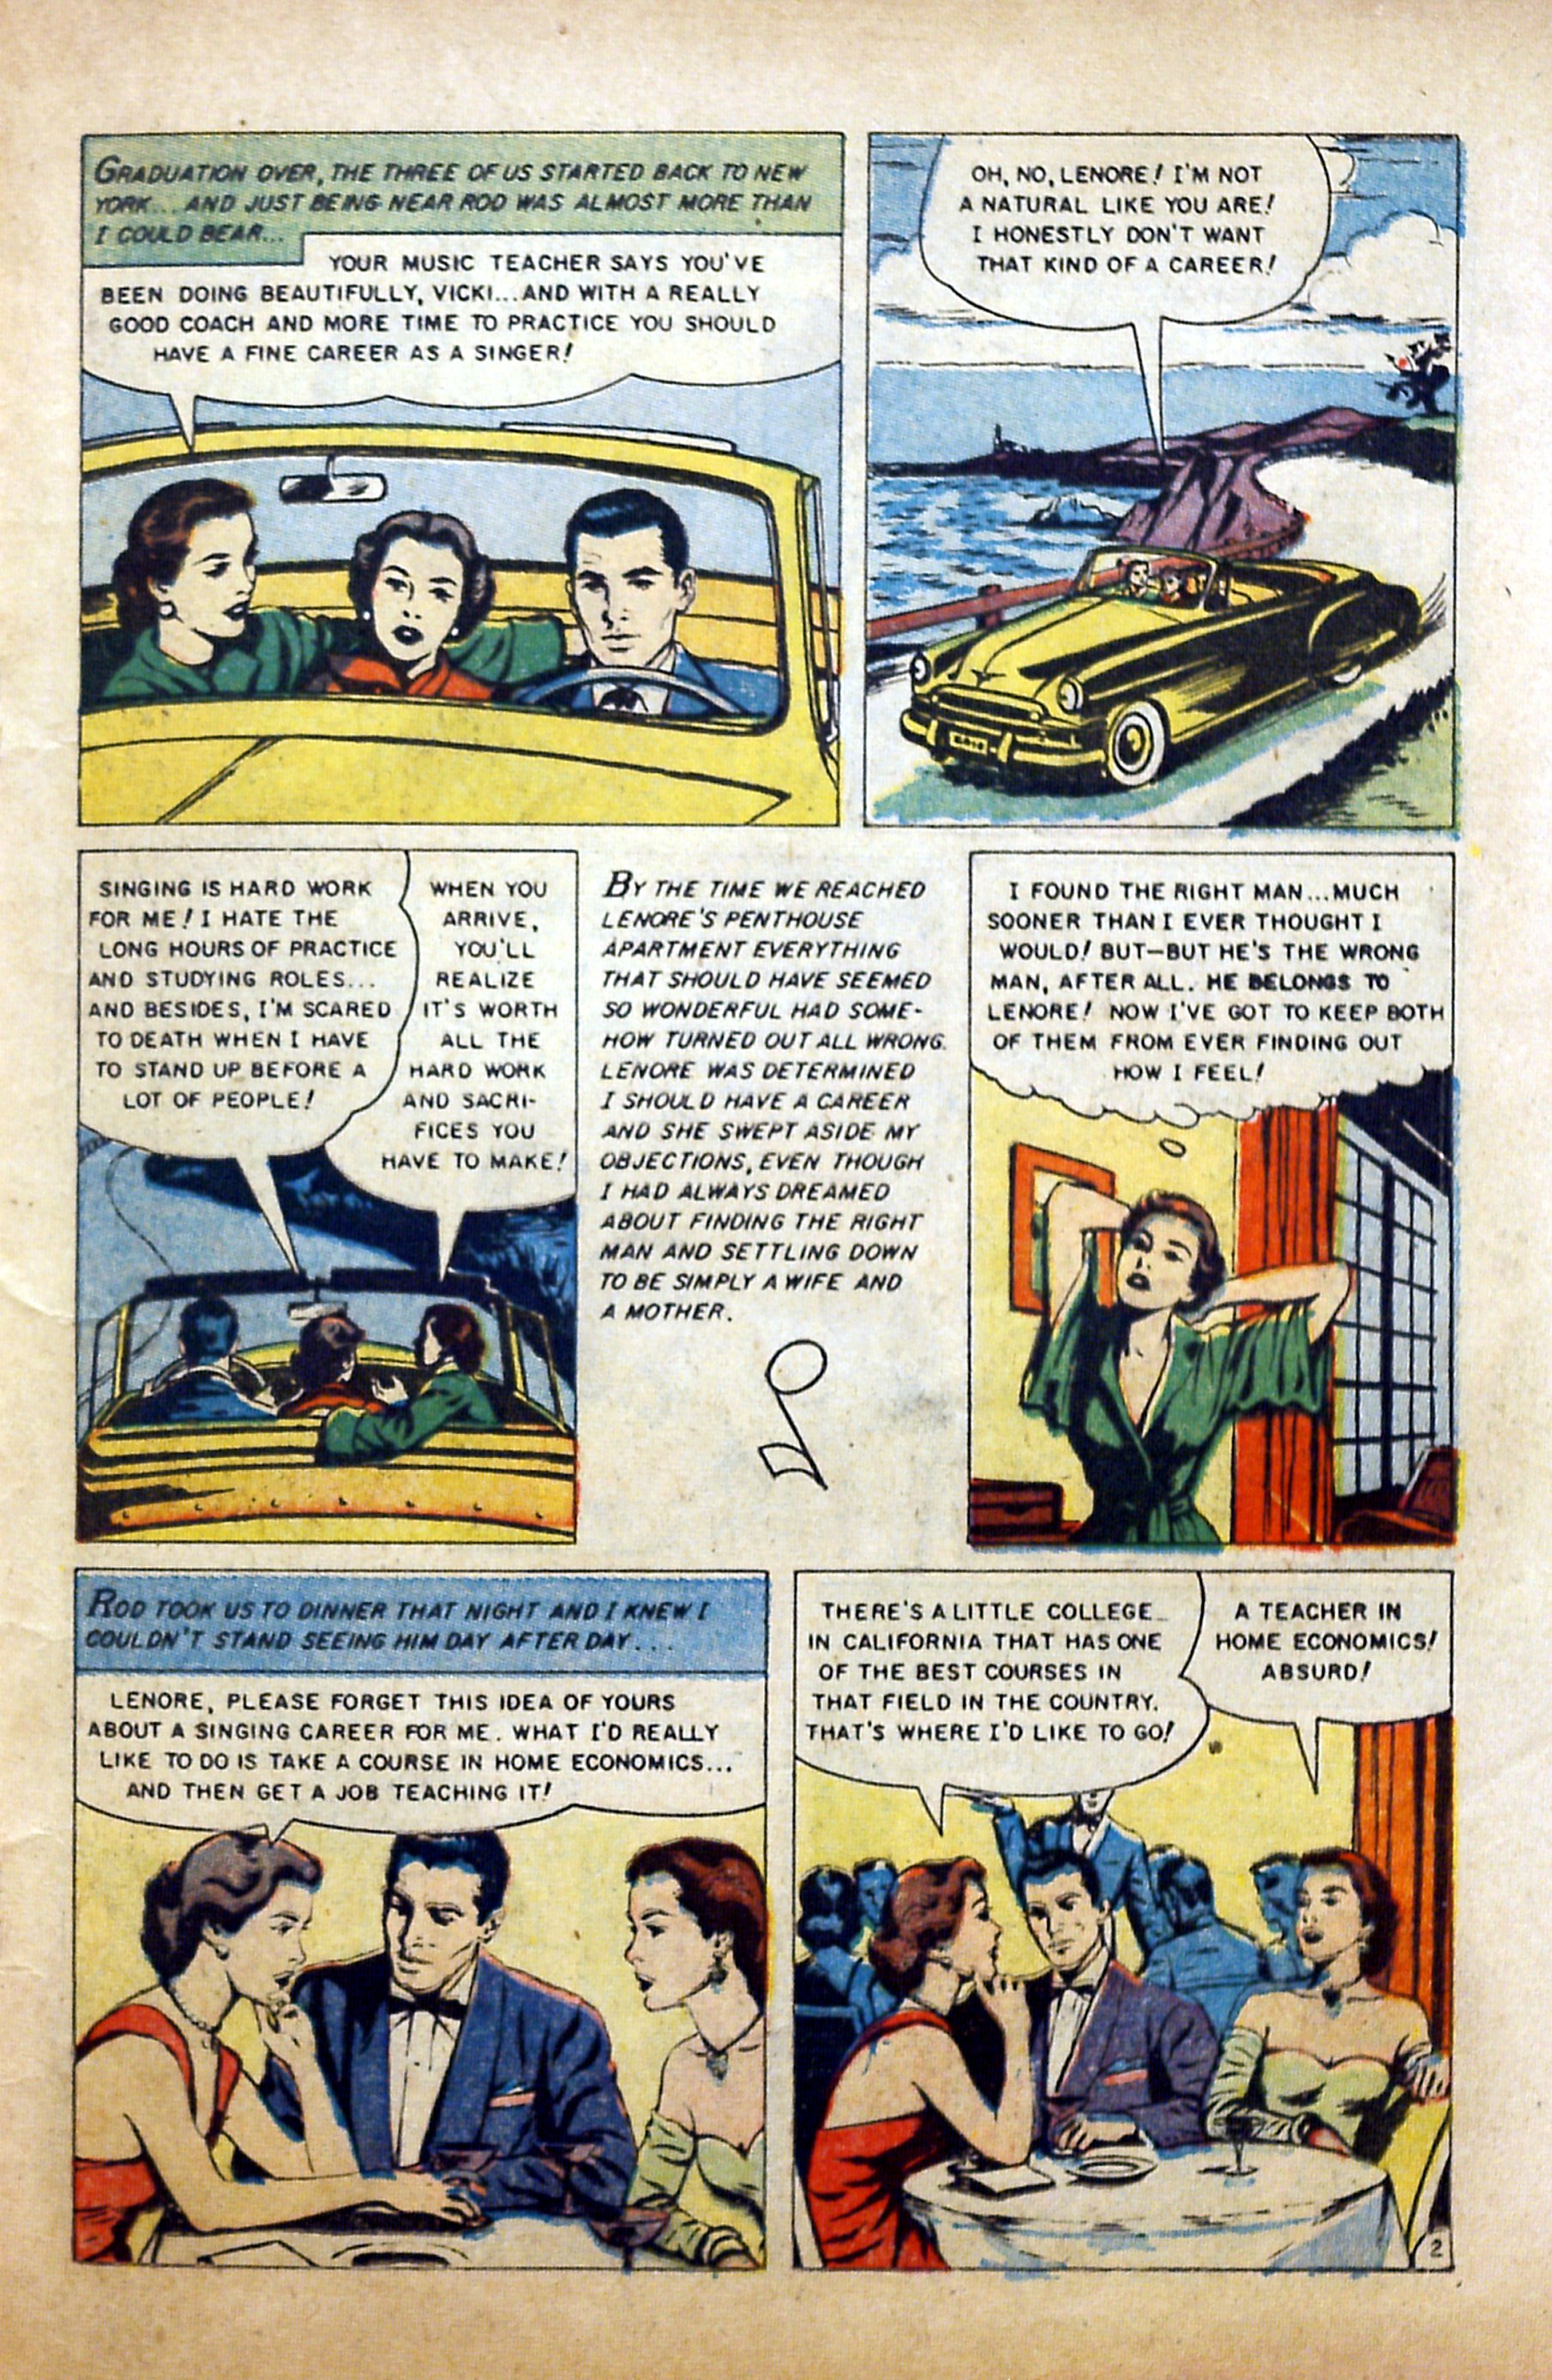 GRADUATION OVER, THE THREE OF US STARTED BACK TO NEW
YORK... AND JUST BEING NEAR ROD WAS ALMOST MORE THAN
I COULD BEAR...
YOUR MUSIC TEACHER SAYS YOU'VE
BEEN DOING BEAUTIFULLY, VICKI...AND WITH A REALLY
GOOD COACH AND MORE TIME TO PRACTICE YOU SHOULD
HAVE A FINE CAREER AS A SINGER!
OH, NO, LENORE! I'M NOT
A NATURAL LIKE YOU ARE!
I HONESTLY DON'T WANT
THAT KIND OF A CAREER!
SINGING IS HARD WORK
FOR ME! I HATE THE
LONG HOURS OF PRACTICE
AND STUDYING ROLES...
AND BESIDES, I'M SCARED
TO DEATH WHEN I HAVE
TO STAND UP BEFORE A
LOT OF PEOPLE!
WHEN YOU
ARRIVE,
YOU'LL
REALIZE
IT'S WORTH
ALL THE
HARD WORK
AND SACRI-
FICES YOU
HAVE TO MAKE!
BY THE TIME WE REACHED
LENORE'S PENTHOUSE
APARTMENT EVERYTHING
THAT SHOULD HAVE SEEMED
SO WONDERFUL HAD SOME-
HOW TURNED OUT ALL WRONG.
LENORE WAS DETERMINED
I SHOULD HAVE A CAREER
AND SHE SWEPT ASIDE MY
OBJECTIONS, EVEN THOUGH
I HAD ALWAYS DREAMED
ABOUT FINDING THE RIGHT
MAN AND SETTLING DOWN
TO BE SIMPLY A WIFE AND
A MOTHER.
I FOUND THE RIGHT MAN...MUCH
SOONER THAN I EVER THOUGHT I
WOULD! BUT—BUT HE'S THE WRONG
MAN, AFTER ALL. HE BELONGS TO
LENORE! NOW I'VE GOT TO KEEP BOTH
OF THEM FROM EVER FINDING OUT
HOW I FEEL!
ROD TOOK US TO DINNER THAT NIGHT AND I KNEW I
COULDN'T STAND SEEING HIM DAY AFTER DAY...
LENORE, PLEASE FORGET THIS IDEA OF YOURS
ABOUT A SINGING CAREER FOR ME. WHAT I'D REALLY
LIKE TO DO IS TAKE A COURSE IN HOME ECONOMICS...
AND THEN GET A JOB TEACHING IT!
THERE'S A LITTLE COLLEGE
IN CALIFORNIA THAT HAS ONE
OF THE BEST COURSES IN
THAT FIELD IN THE COUNTRY.
THAT'S WHERE I'D LIKE TO GO!
A TEACHER IN
HOME ECONOMICS!
ABSURD!
2